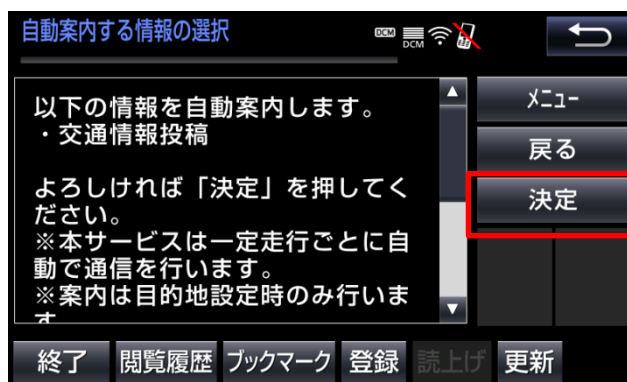 自動案内する情報の選択
DCM
DCM
以下の情報を自動案内します。
・交通情報投稿
よろしければ「決定」を押してく
ださい。
※本サービスは一定走行ごとに自
動で通信を行います。
※案内は目的地設定時のみ行いま
す
メニュー
戻る
決定
終了
閲覧履歴
ブックマーク
登録
読上げ
更新